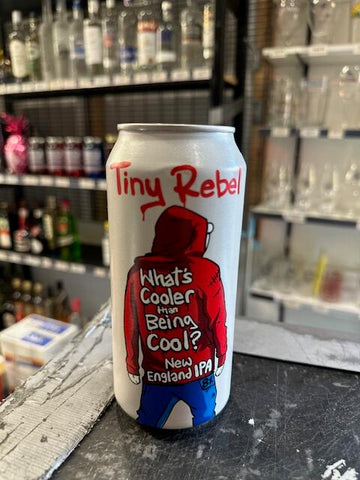 Tiny Rebel
What's
Cooler
than
Being
Cool?
New
England IPA